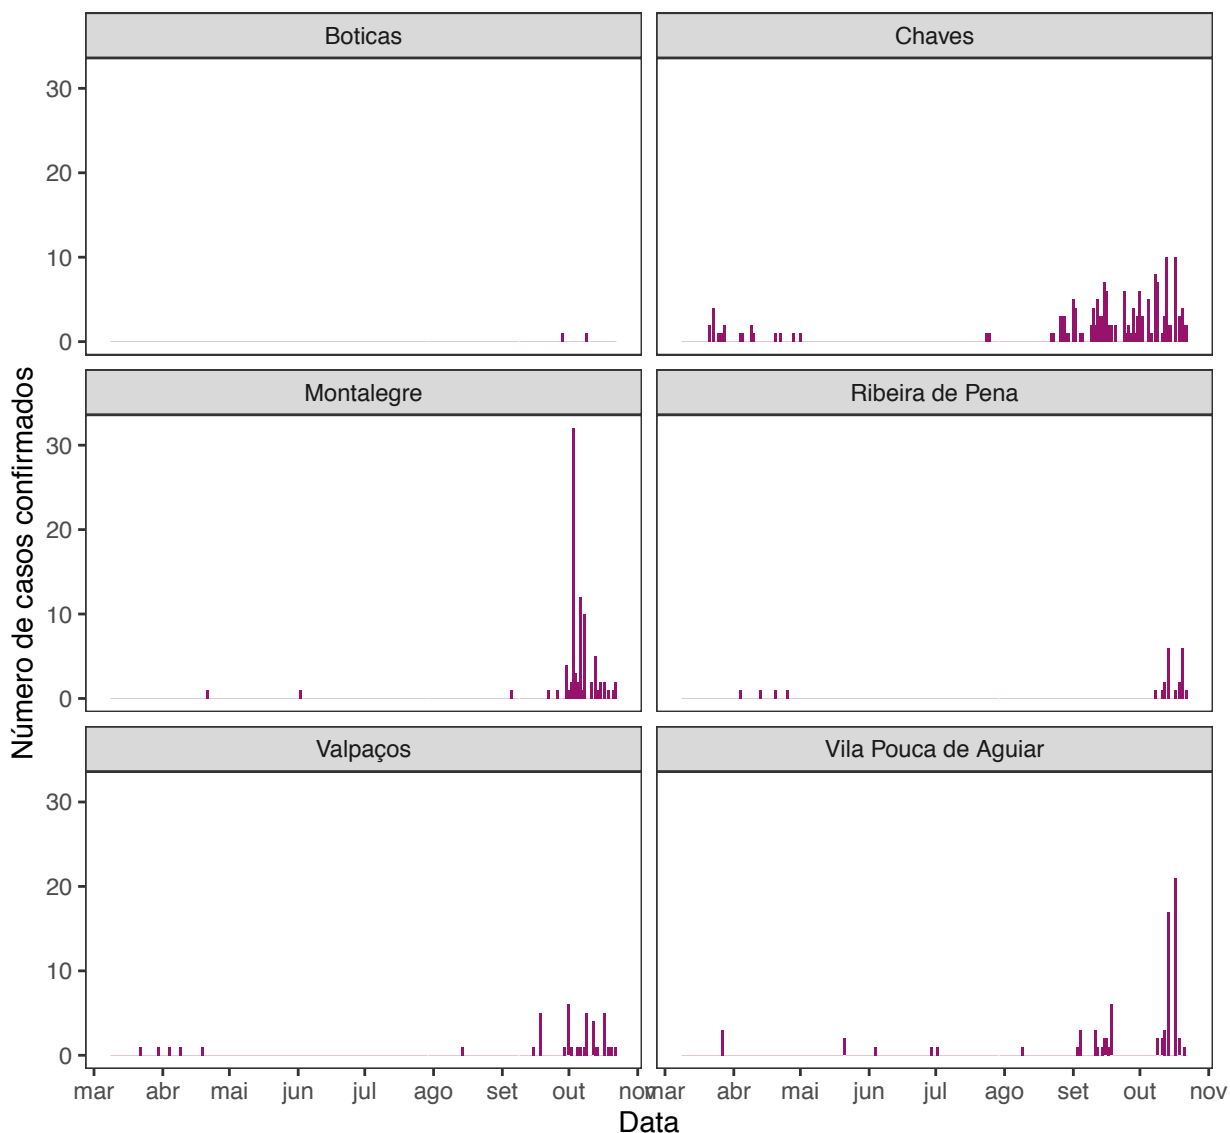 Boticas
Chaves
30
20
10
0
Montalegre
Ribeira de Pena
30
20
10
0
Valpaços
Vila Pouca de Aguiar
30
20
10
0
mar abr mai jun jul ago set out nov
mar abr mai jun jul ago set out nov
Data
Número de casos confirmados